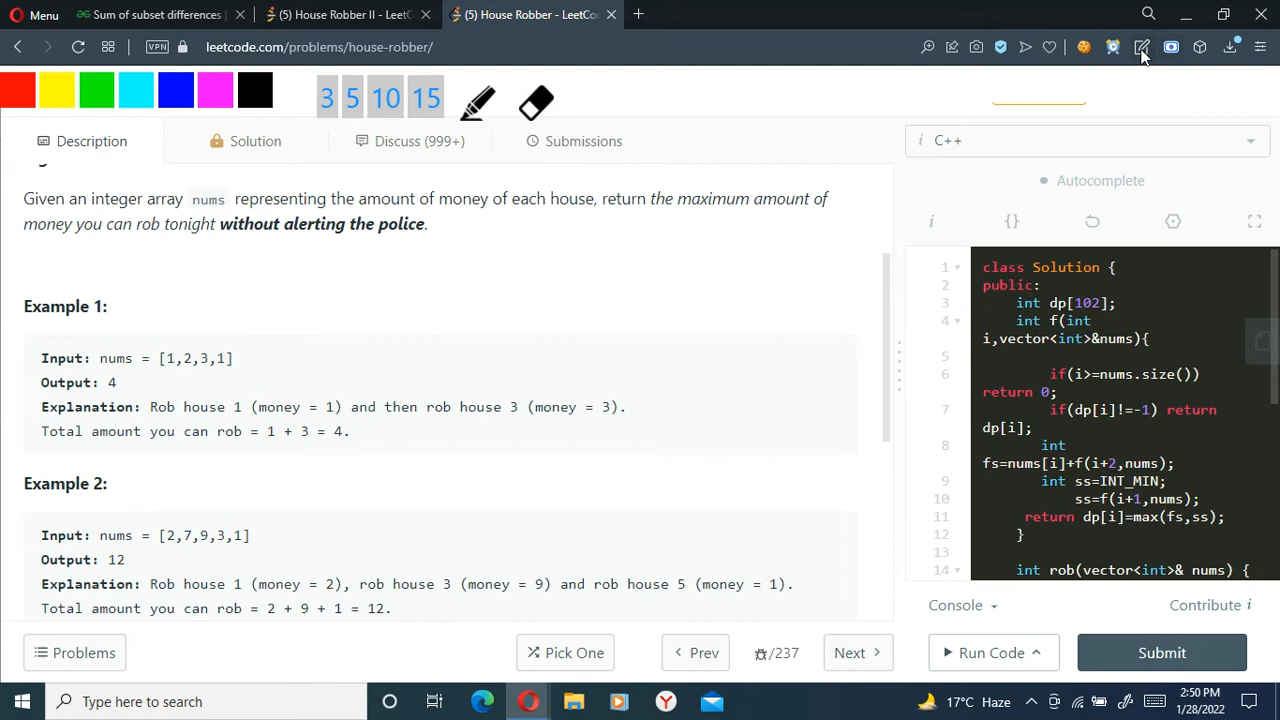 Menu
Sum of subset differences
(5) House Robber II - LeetC
(5) House Robber - LeetCo
VPN
leetcode.com/problems/house-robber/
3 5 10 15
Description
Solution
Discuss (999+)
Submissions
Given an integer array nums representing the amount of money of each house, return the maximum amount of
money you can rob tonight without alerting the police.
Example 1:
Input: nums = [1,2,3,1]
Output: 4
Explanation: Rob house 1 (money = 1) and then rob house 3 (money = 3).
Total amount you can rob = 1 + 3 = 4.
Example 2:
Input: nums = [2,7,9,3,1]
Output: 12
Explanation: Rob house 1 (money = 2), rob house 3 (money = 9) and rob house 5 (money = 1).
Total amount you can rob = 2 + 9 + 1 = 12.
Problems
Pick One
Prev
/237
Next
i C++
Autocomplete
i {}
1 class Solution {
2 public:
3 int dp[102];
4 int f(int
i,vector<int>&nums){
5
6 if(i>=nums.size())
return 0;
7 if(dp[i]!=-1) return
dp[i];
8 int
fs=nums[i]+f(i+2,nums);
9 int ss=INT_MIN;
10 ss=f(i+1,nums);
11 return dp[i]=max(fs,ss);
12 }
13
14 int rob(vector<int>& nums) {
Console
Contribute i
Run Code
Submit
Type here to search
17°C Haze
2:50 PM
1/28/2022